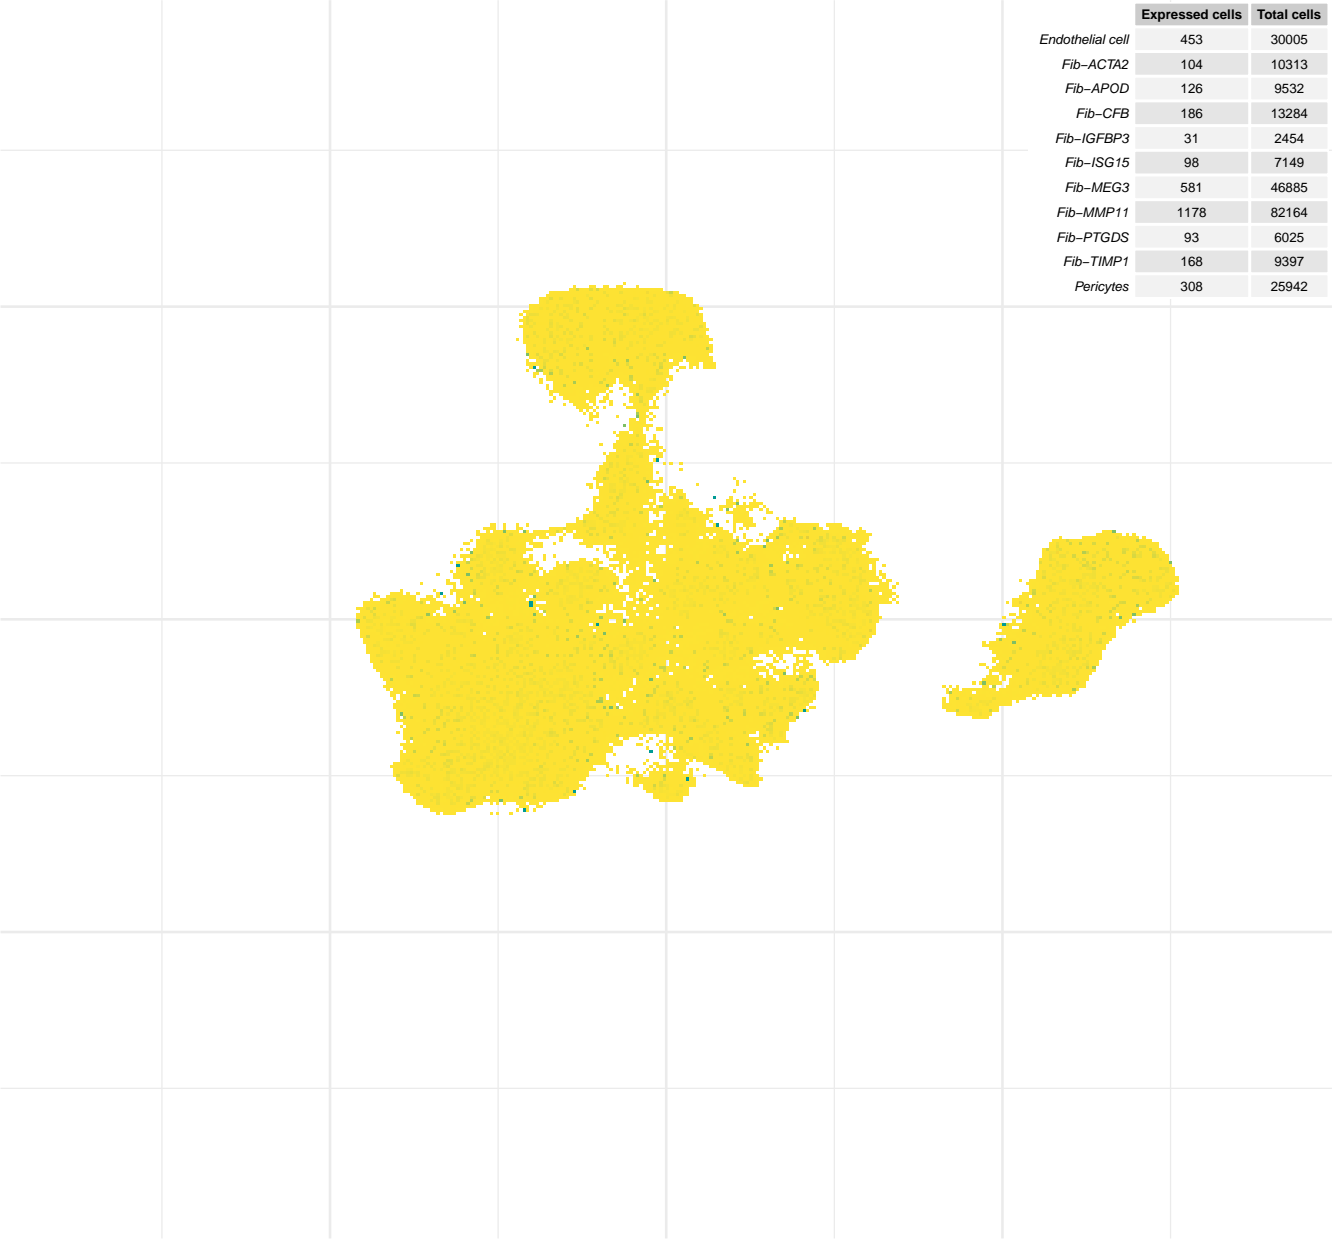 Expressed cells Total cells
Endothelial cell 453 30005
Fib−ACTA2 104 10313
Fib−APOD 126 9532
Fib−CFB 186 13284
Fib−IGFBP3 31 2454
Fib−ISG15 98 7149
Fib−MEG3 581 46885
Fib−MMP11 1178 82164
Fib−PTGDS 93 6025
Fib−TIMP1 168 9397
Pericytes 308 25942